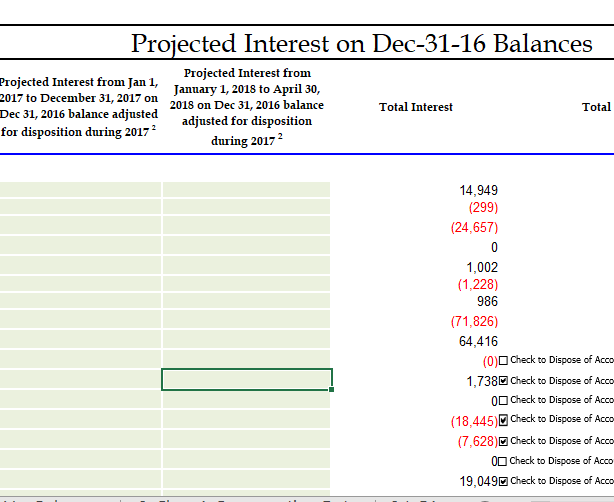 Projected Interest on Dec-31-16 Balances
Projected Interest from Jan 1,
2017 to December 31, 2017 on
Dec 31, 2016 balance adjusted
for disposition during 2017 2
Projected Interest from
January 1, 2018 to April 30,
2018 on Dec 31, 2016 balance
adjusted for disposition
during 2017 2
Total Interest
Total
14,949
(299)
(24,657)
0
1,002
(1,228)
986
(71,826)
64,416
(0) Check to Dispose of Acco
1,738 Check to Dispose of Acco
0 Check to Dispose of Acco
(18,445) Check to Dispose of Acco
(7,628) Check to Dispose of Acco
0 Check to Dispose of Acco
19,049 Check to Dispose of Acco